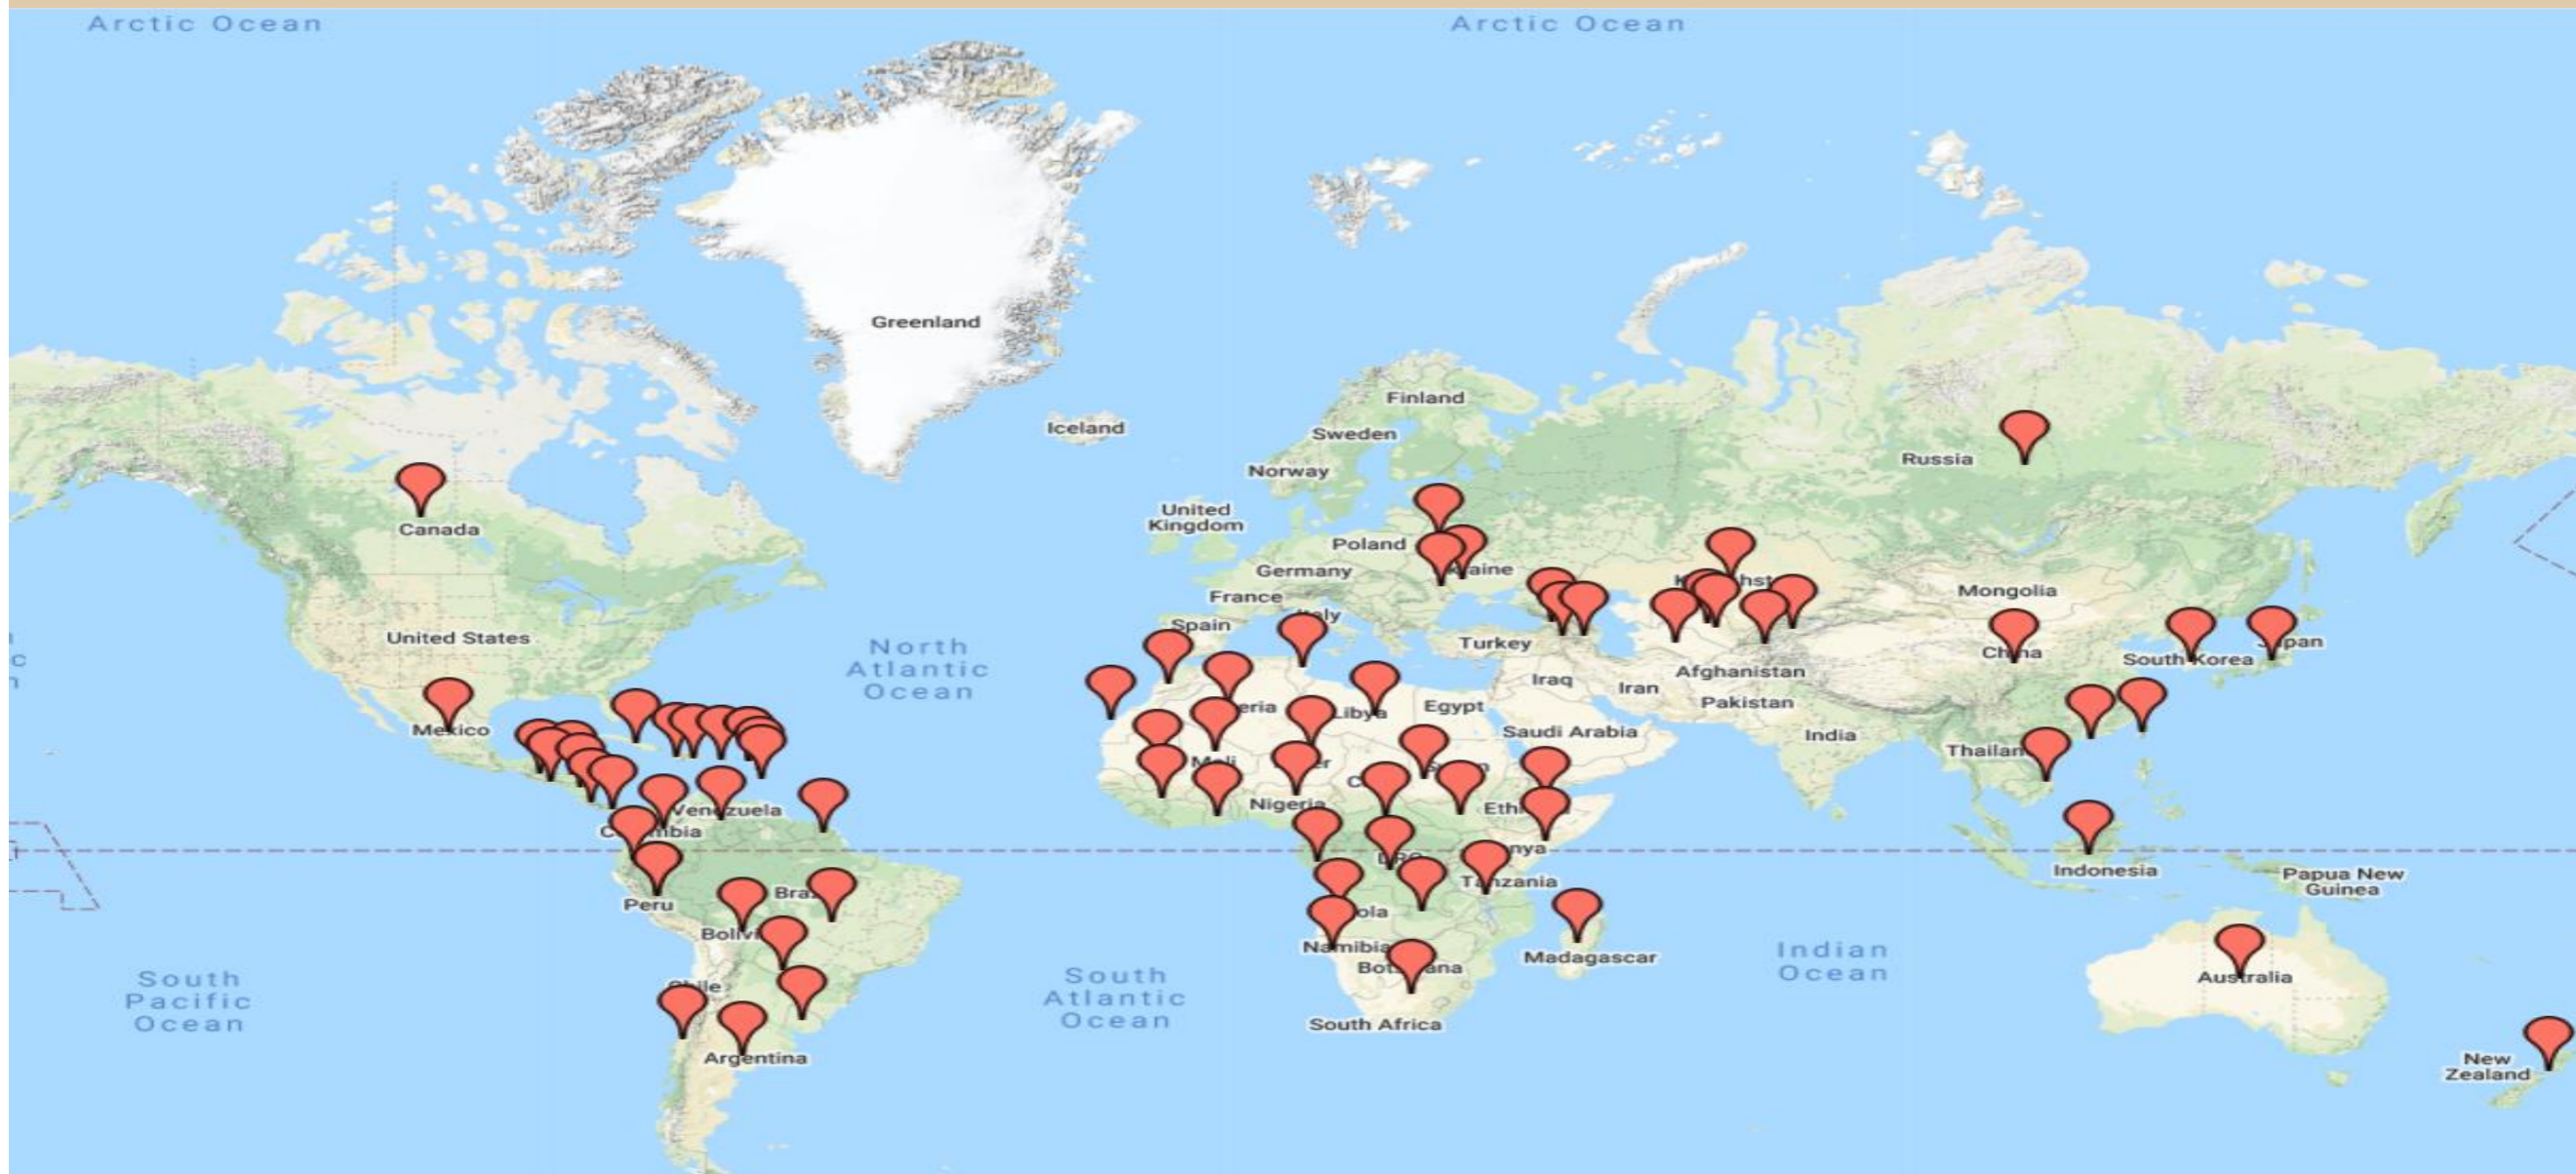 Arctic Ocean
Arctic Ocean
Greenland
Finland
Iceland
Sweden
Russia
Norway
United
Kingdom
Canada
Poland
Germany
Mongolia
France
Spain
United States
Turkey
North
Atlantic
Ocean
China
South Korea
Afghanistan
Iraq
Iran
Pakistan
Mexico
Libya
Egypt
Saudi Arabia
India
Venezuela
Nigeria
Indonesia
Papua New
Guinea
Tanzania
Peru
Namibia
Madagascar
Indian
Ocean
South
Pacific
Ocean
South
Atlantic
Ocean
Australia
South Africa
Argentina
New
Zealand